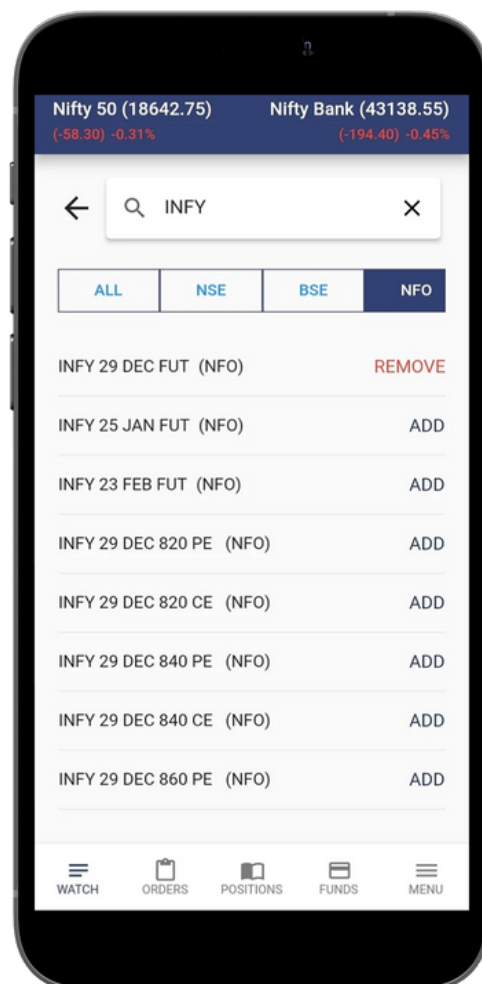 Nifty 50 (18642.75) Nifty Bank (43138.55)
(-58.30) -0.31% (-194.40) -0.45%
INFY
ALL NSE BSE NFO
INFY 29 DEC FUT (NFO) REMOVE
INFY 25 JAN FUT (NFO) ADD
INFY 23 FEB FUT (NFO) ADD
INFY 29 DEC 820 PE (NFO) ADD
INFY 29 DEC 820 CE (NFO) ADD
INFY 29 DEC 840 PE (NFO) ADD
INFY 29 DEC 840 CE (NFO) ADD
INFY 29 DEC 860 PE (NFO) ADD
WATCH ORDERS POSITIONS FUNDS MENU